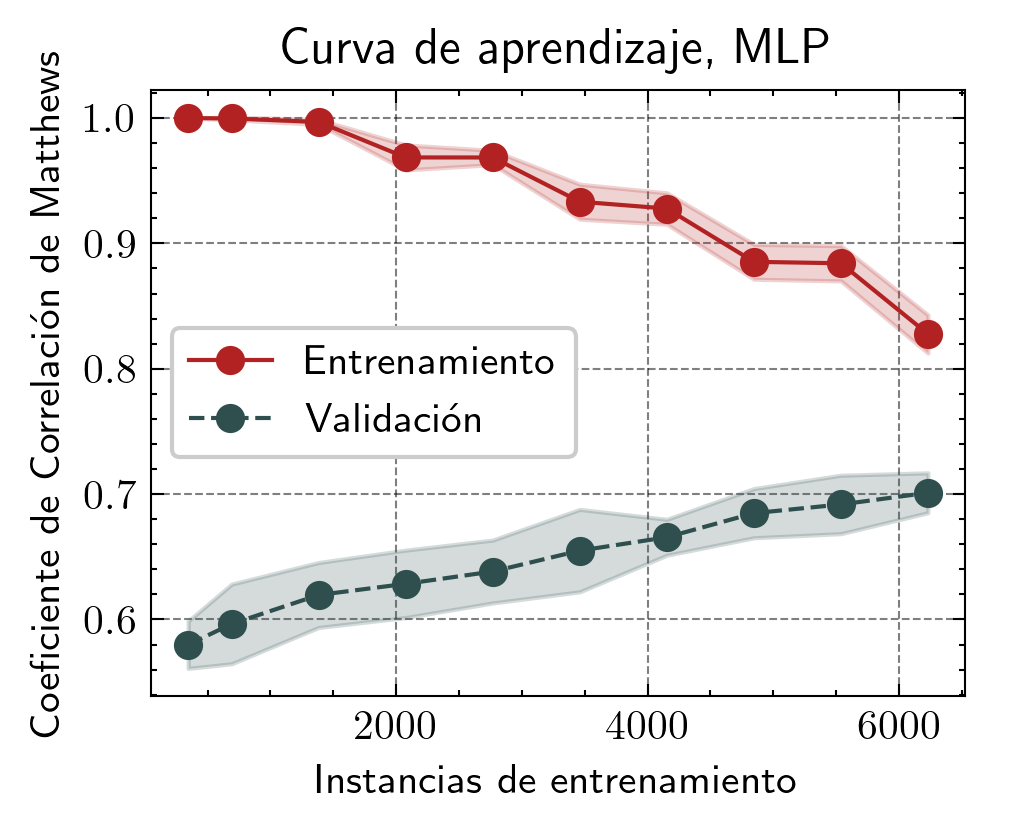 Curva de aprendizaje, MLP
Coeficiente de Correlación de Matthews
1.0
0.9
0.8
0.7
0.6
Entrenamiento
Validación
2000
4000
6000
Instancias de entrenamiento